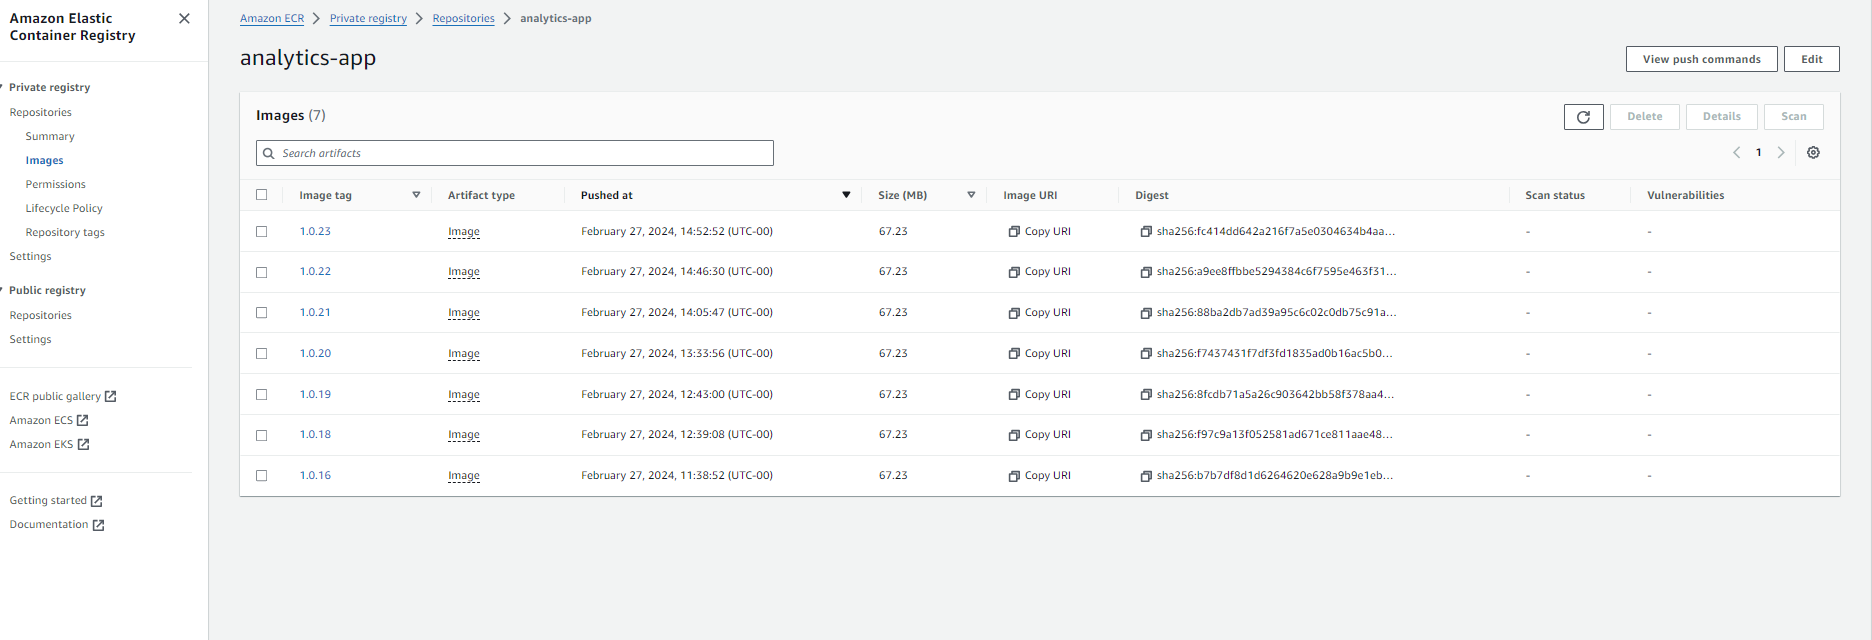 Amazon Elastic
Container Registry
Private registry
Repositories
Summary
Images
Permissions
Lifecycle Policy
Repository tags
Settings
Public registry
Repositories
Settings
ECR public gallery
Amazon ECS
Amazon EKS
Getting started
Documentation
Amazon ECR > Private registry > Repositories > analytics-app
analytics-app
View push commands Edit
Images (7)
Delete Details Scan
Search artifacts
1
Image tag Artifact type Pushed at Size (MB) Image URI Digest Scan status Vulnerabilities
1.0.23 Image February 27, 2024, 14:52:52 (UTC-00) 67.23 Copy URI sha256:fc414dd642a216f7a5e0304634b4aa... - -
1.0.22 Image February 27, 2024, 14:46:30 (UTC-00) 67.23 Copy URI sha256:a9ee8ffbbe5294384c6f7595e463f31... - -
1.0.21 Image February 27, 2024, 14:05:47 (UTC-00) 67.23 Copy URI sha256:88ba2db7ad39a95c6c02c0db75c91a... - -
1.0.20 Image February 27, 2024, 13:33:56 (UTC-00) 67.23 Copy URI sha256:f7437431f7df3fd1835ad0b16ac5b0... - -
1.0.19 Image February 27, 2024, 12:43:00 (UTC-00) 67.23 Copy URI sha256:8fcdb71a5a26c903642bb58f378aa4... - -
1.0.18 Image February 27, 2024, 12:39:08 (UTC-00) 67.23 Copy URI sha256:f97c9a13f052581ad671ce811aae48... - -
1.0.16 Image February 27, 2024, 11:38:52 (UTC-00) 67.23 Copy URI sha256:b7b7df8d1d6264620e628a9b9e1eb... - -